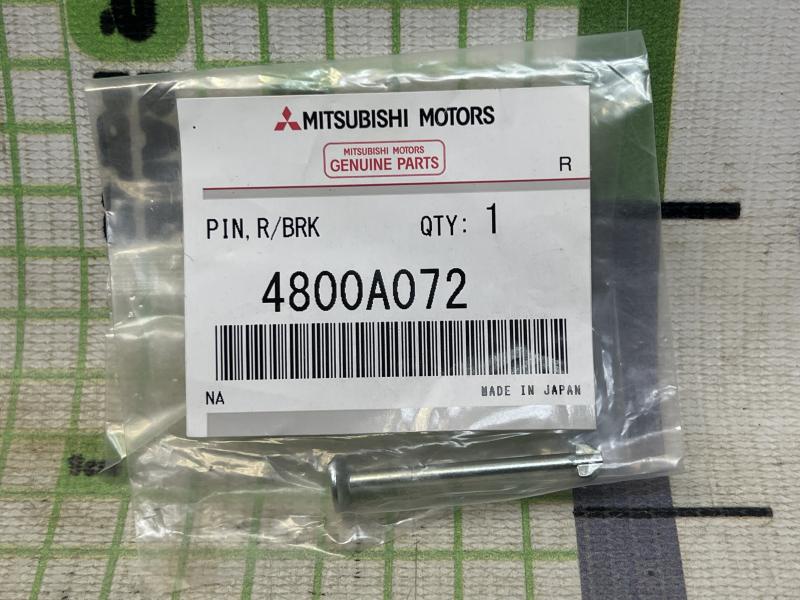 MITSUBISHI MOTORS
MITSUBISHI MOTORS
GENUINE PARTS
R
PIN, R/BRK QTY: 1
4800A072
NA MADE IN JAPAN